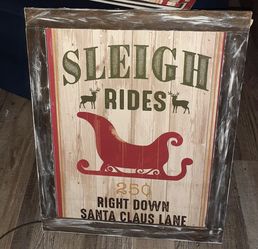 SLEIGH
RIDES
25¢
RIGHT DOWN
SANTA CLAUS LANE